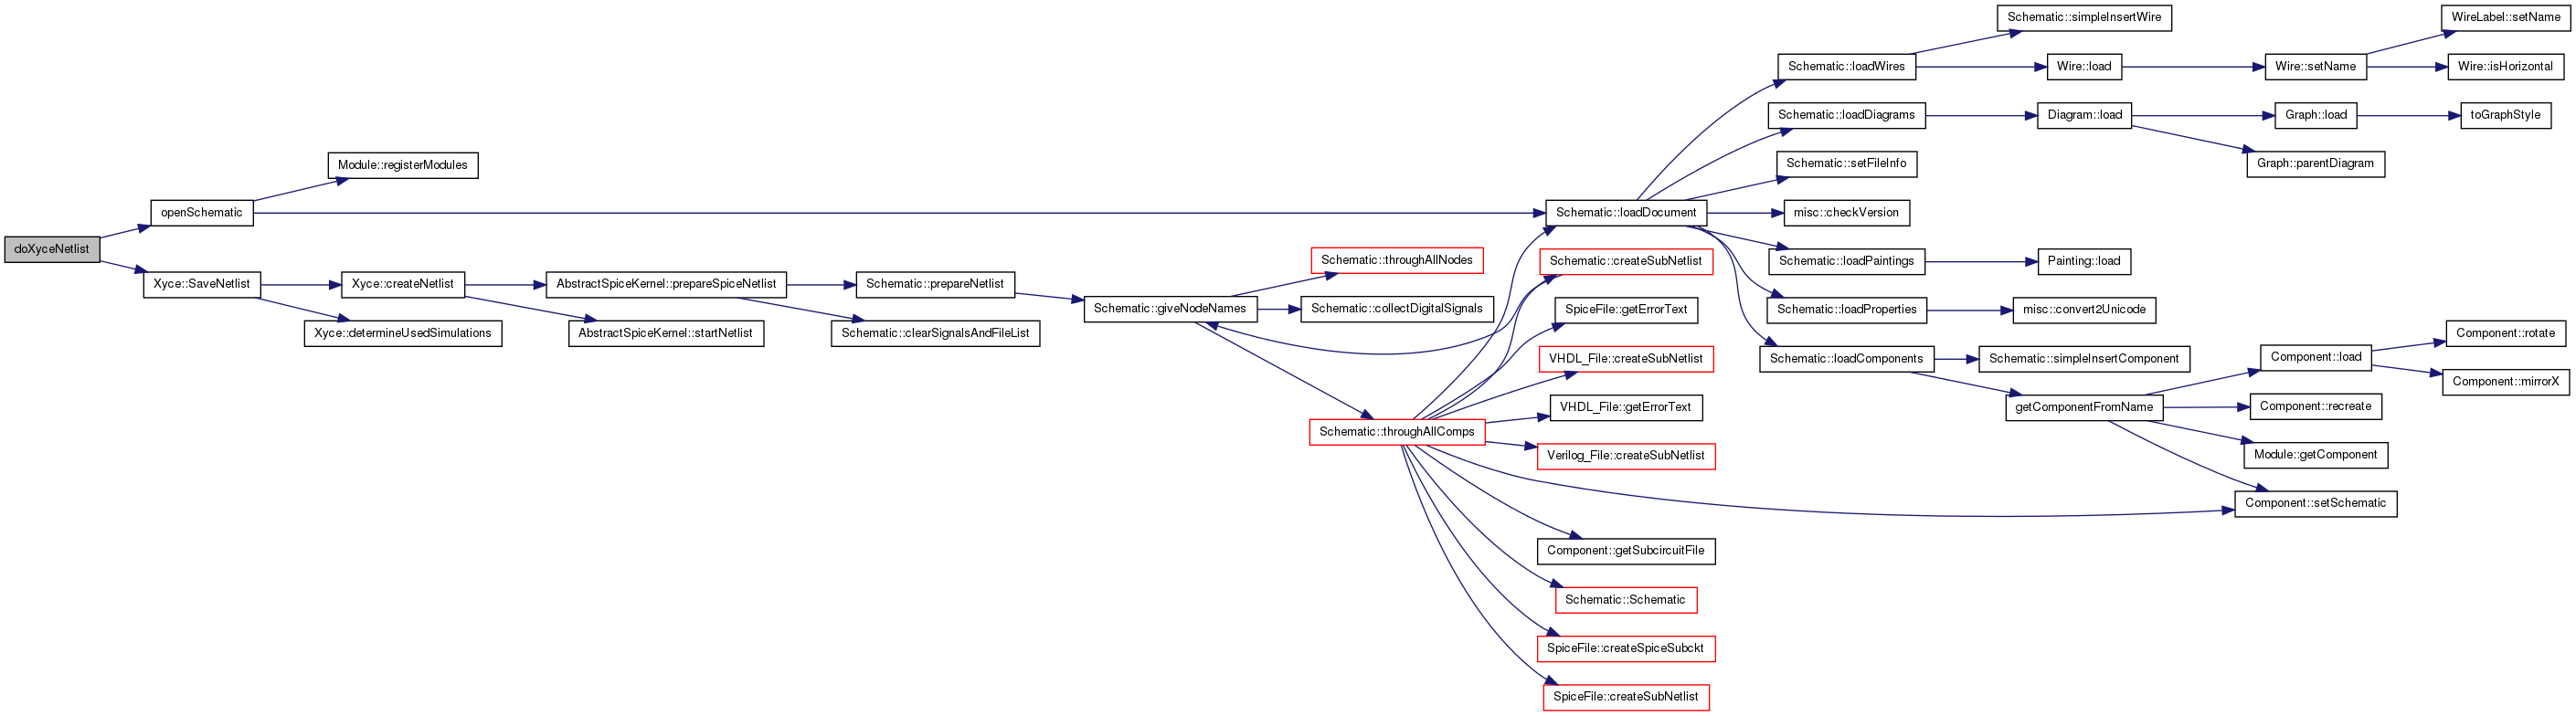 doXyceNetlist
openSchematic
Module::registerModules
Xyce::SaveNetlist
Xyce::createNetlist
Xyce::determineUsedSimulations
AbstractSpiceKernel::prepareSpiceNetlist
AbstractSpiceKernel::startNetlist
Schematic::prepareNetlist
Schematic::clearSignalsAndFileList
Schematic::giveNodeNames
Schematic::throughAllNodes
Schematic::collectDigitalSignals
Schematic::throughAllComps
Schematic::loadDocument
Schematic::createSubNetlist
SpiceFile::getErrorText
VHDL_File::createSubNetlist
VHDL_File::getErrorText
Verilog_File::createSubNetlist
Component::getSubcircuitFile
Schematic::Schematic
SpiceFile::createSpiceSubckt
SpiceFile::createSubNetlist
Schematic::loadWires
Schematic::loadDiagrams
Schematic::setFileInfo
misc::checkVersion
Schematic::loadPaintings
Schematic::loadProperties
Schematic::loadComponents
Schematic::simpleInsertWire
Wire::load
Diagram::load
Painting::load
misc::convert2Unicode
Schematic::simpleInsertComponent
getComponentFromName
Wire::setName
Graph::load
Graph::parentDiagram
Component::load
Component::recreate
Module::getComponent
Component::setSchematic
WireLabel::setName
Wire::isHorizontal
toGraphStyle
Component::rotate
Component::mirrorX